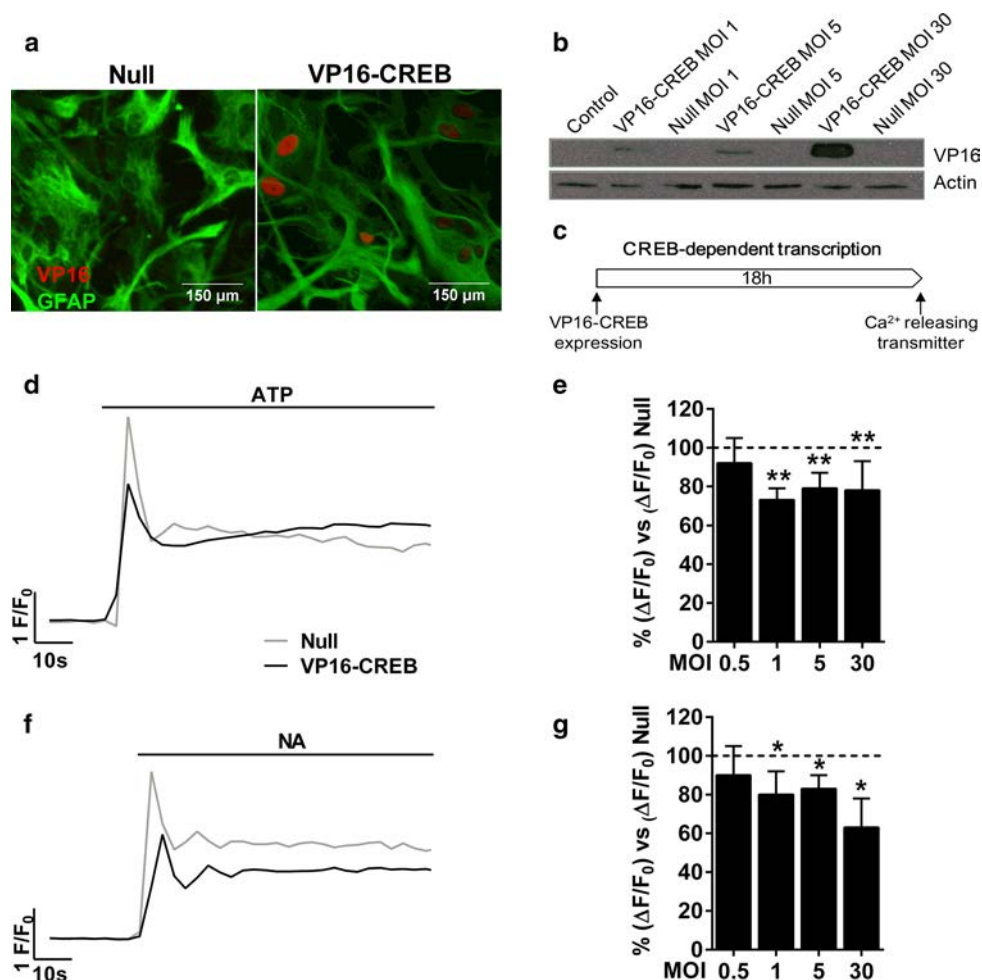 a
Null
VP16-CREB
VP16
GFAP
150 µm
150 µm
b
Control
VP16-CREB MOI 1
Null MOI 1
VP16-CREB MOI 5
Null MOI 5
VP16-CREB MOI 30
Null MOI 30
VP16
Actin
c
CREB-dependent transcription
18h
VP16-CREB
expression
Ca²⁺ releasing
transmitter
d
ATP
1 F/F₀
10s
Null
VP16-CREB
e
% (ΔF/F₀) vs (ΔF/F₀) Null
120
100
80
60
40
20
0
** ** **
MOI 0.5 1 5 30
f
NA
1 F/F₀
10s
g
% (ΔF/F₀) vs (ΔF/F₀) Null
120
100
80
60
40
20
0
* * *
MOI 0.5 1 5 30